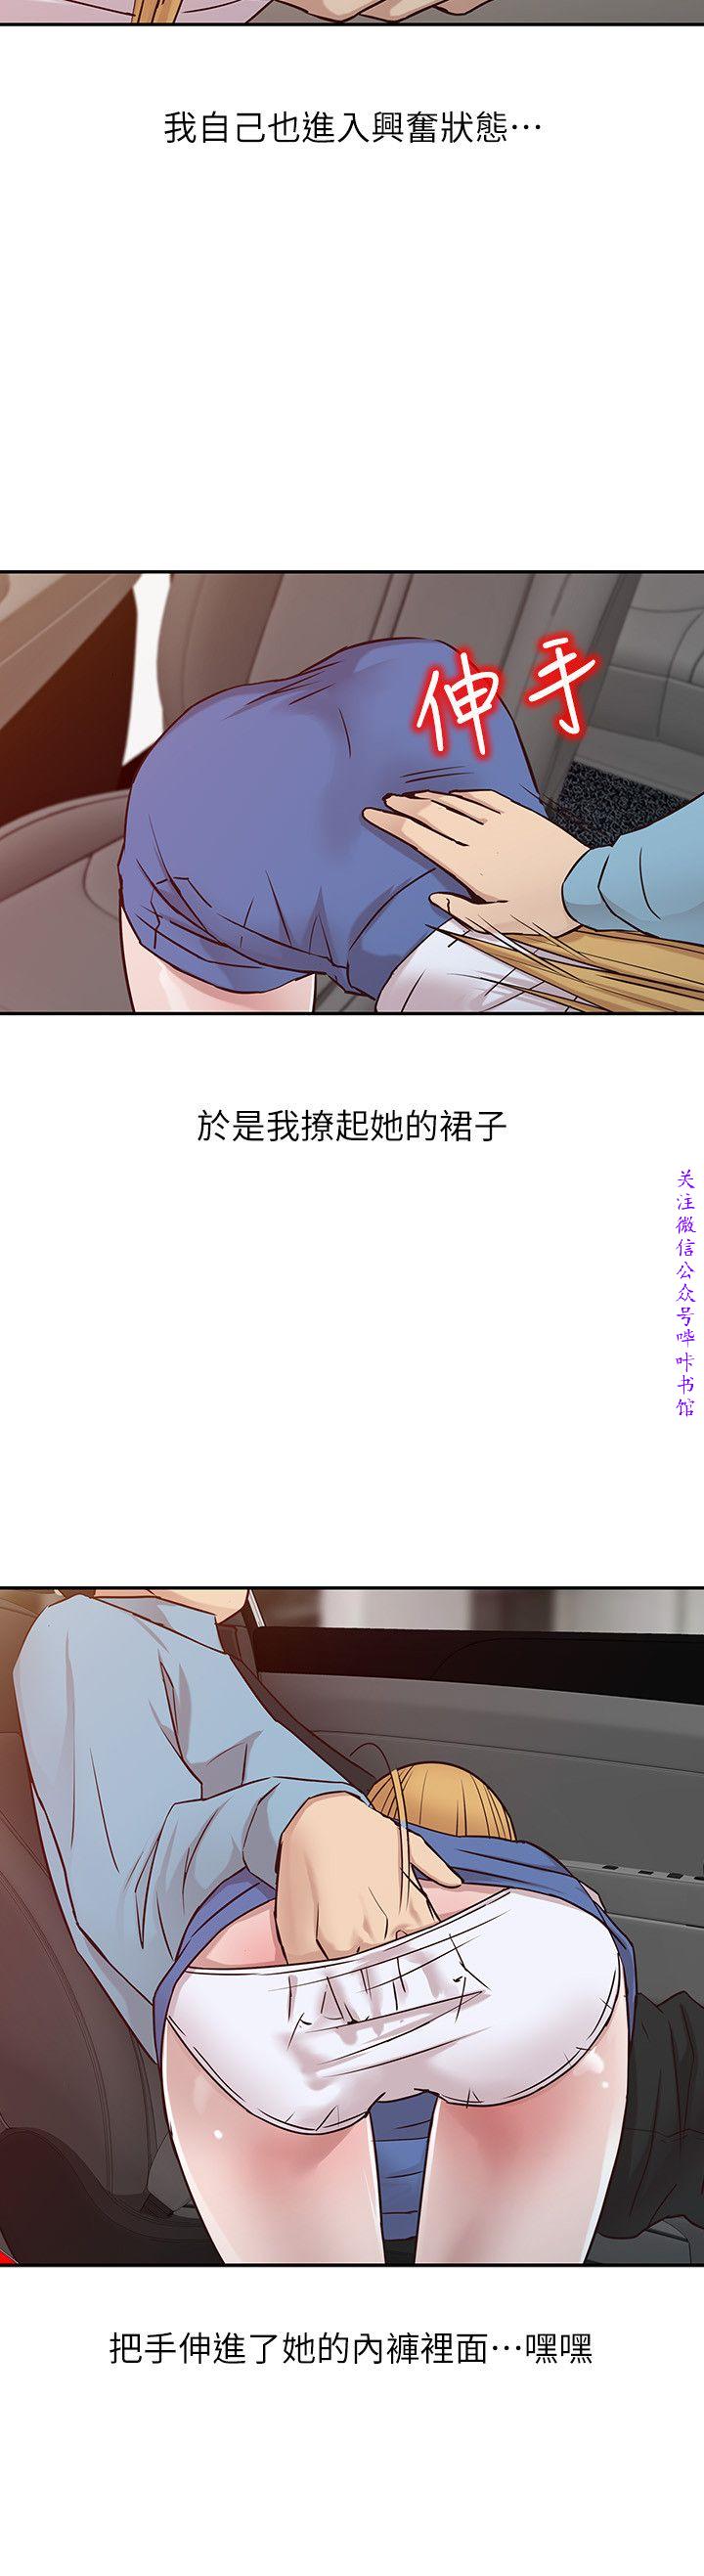 我自己也進入興奮狀態⋯
伸手
於是我撩起她的裙子
关注微信公众号哔咔书馆
把手伸進了她的內褲裡面⋯嘿嘿